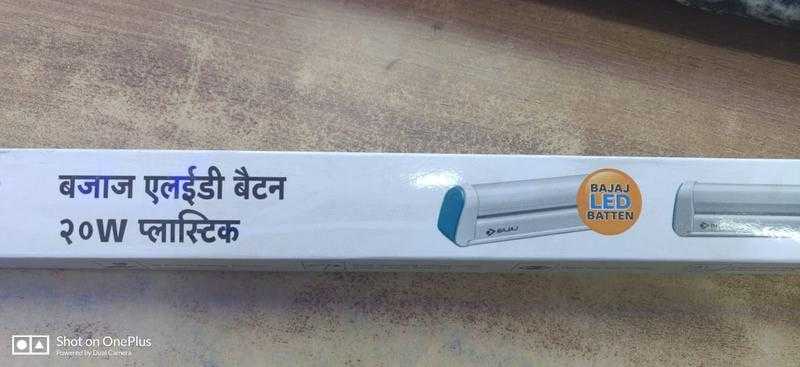 बजाज एलईडी बैटन
२०W प्लास्टिक
BAJAJ
BAJAJ
LED
BATTEN
Shot on OnePlus
Powered by Dual Camera